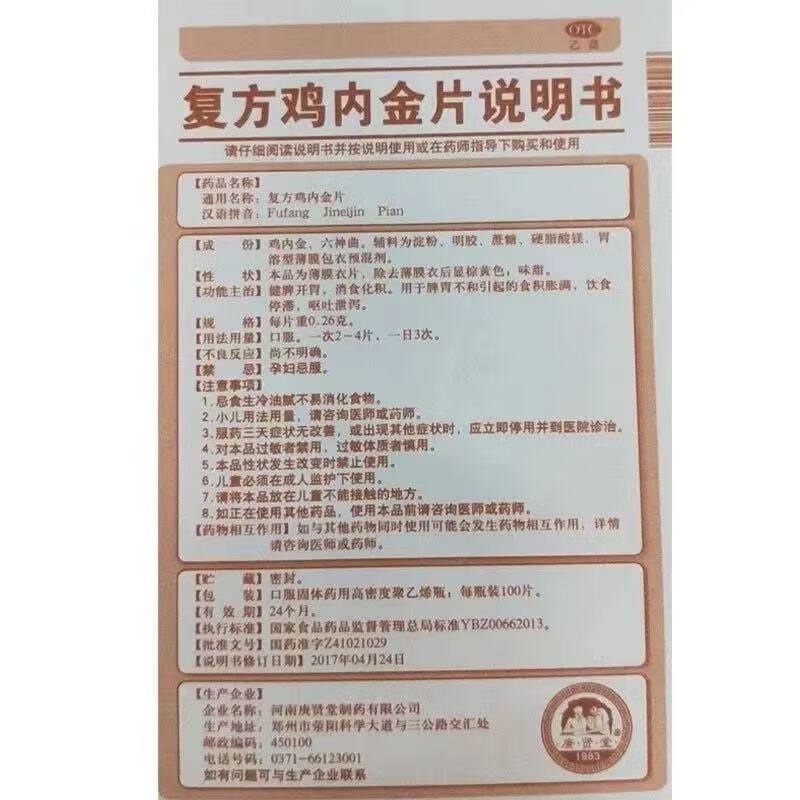 OTC
乙类
复方鸡内金片说明书
请仔细阅读说明书并按说明使用或在药师指导下购买和使用
【药品名称】
通用名称：复方鸡内金片
汉语拼音：Fufang Jineijin Pian
【成 份】鸡内金、六神曲。辅料为淀粉、明胶、蔗糖、硬脂酸镁、胃
溶型薄膜包衣预混剂。
【性 状】本品为薄膜衣片，除去薄膜衣后显棕黄色；味甜。
【功能主治】健脾开胃，消食化积。用于脾胃不和引起的食积胀满，饮食
停滞，呕吐泄泻。
【规 格】每片重0.26克。
【用法用量】口服。一次2-4片，一日3次。
【不良反应】尚不明确。
【禁 忌】孕妇忌服。
【注意事项】
1.忌食生冷油腻不易消化食物。
2.小儿用法用量，请咨询医师或药师。
3.服药三天症状无改善，或出现其他症状时，应立即停用并到医院诊治。
4.对本品过敏者禁用，过敏体质者慎用。
5.本品性状发生改变时禁止使用。
6.儿童必须在成人监护下使用。
7.请将本品放在儿童不能接触的地方。
8.如正在使用其他药品，使用本品前请咨询医师或药师。
【药物相互作用】如与其他药物同时使用可能会发生药物相互作用，详情
请咨询医师或药师。
【贮 藏】密封。
【包 装】口服固体药用高密度聚乙烯瓶；每瓶装100片。
【有 效 期】24个月。
【执行标准】国家食品药品监督管理总局标准YBZ00662013。
【批准文号】国药准字Z41021029
【说明书修订日期】2017年04月24日
【生产企业】
企业名称：河南庚贤堂制药有限公司
生产地址：郑州市荥阳科学大道与三公路交汇处
邮政编码：450100
电话号码：0371-66123001
如有问题可与生产企业联系
庚·贤·堂
1983